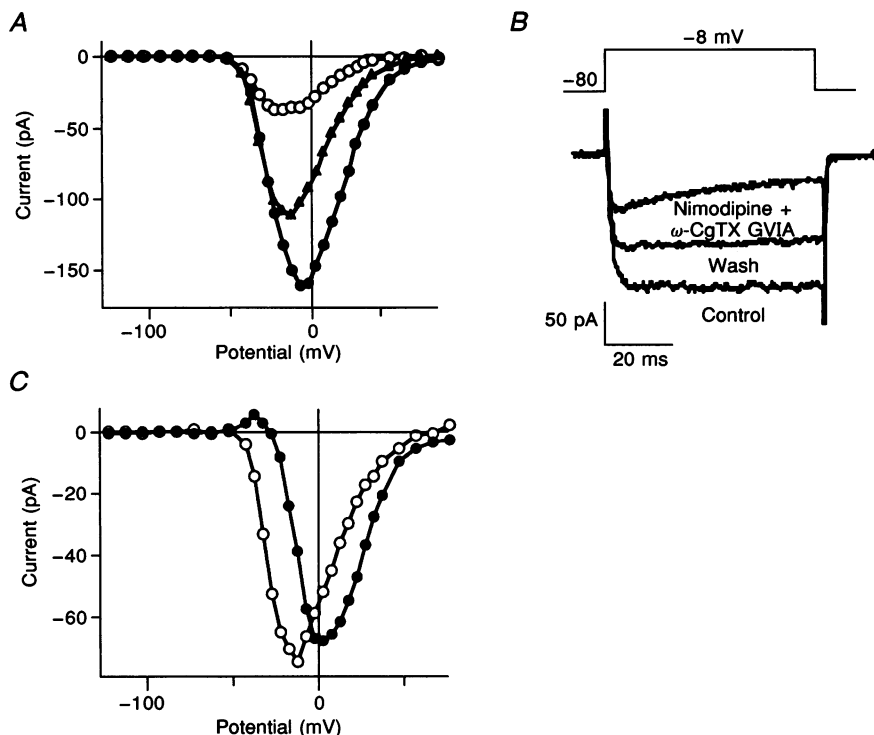 A
0
−50
−100
−150
Current (pA)
−100
0
Potential (mV)
B
−8 mV
−80
Nimodipine +
ω-CgTX GVIA
Wash
Control
50 pA
20 ms
C
0
−20
−40
−60
Current (pA)
−100
0
Potential (mV)